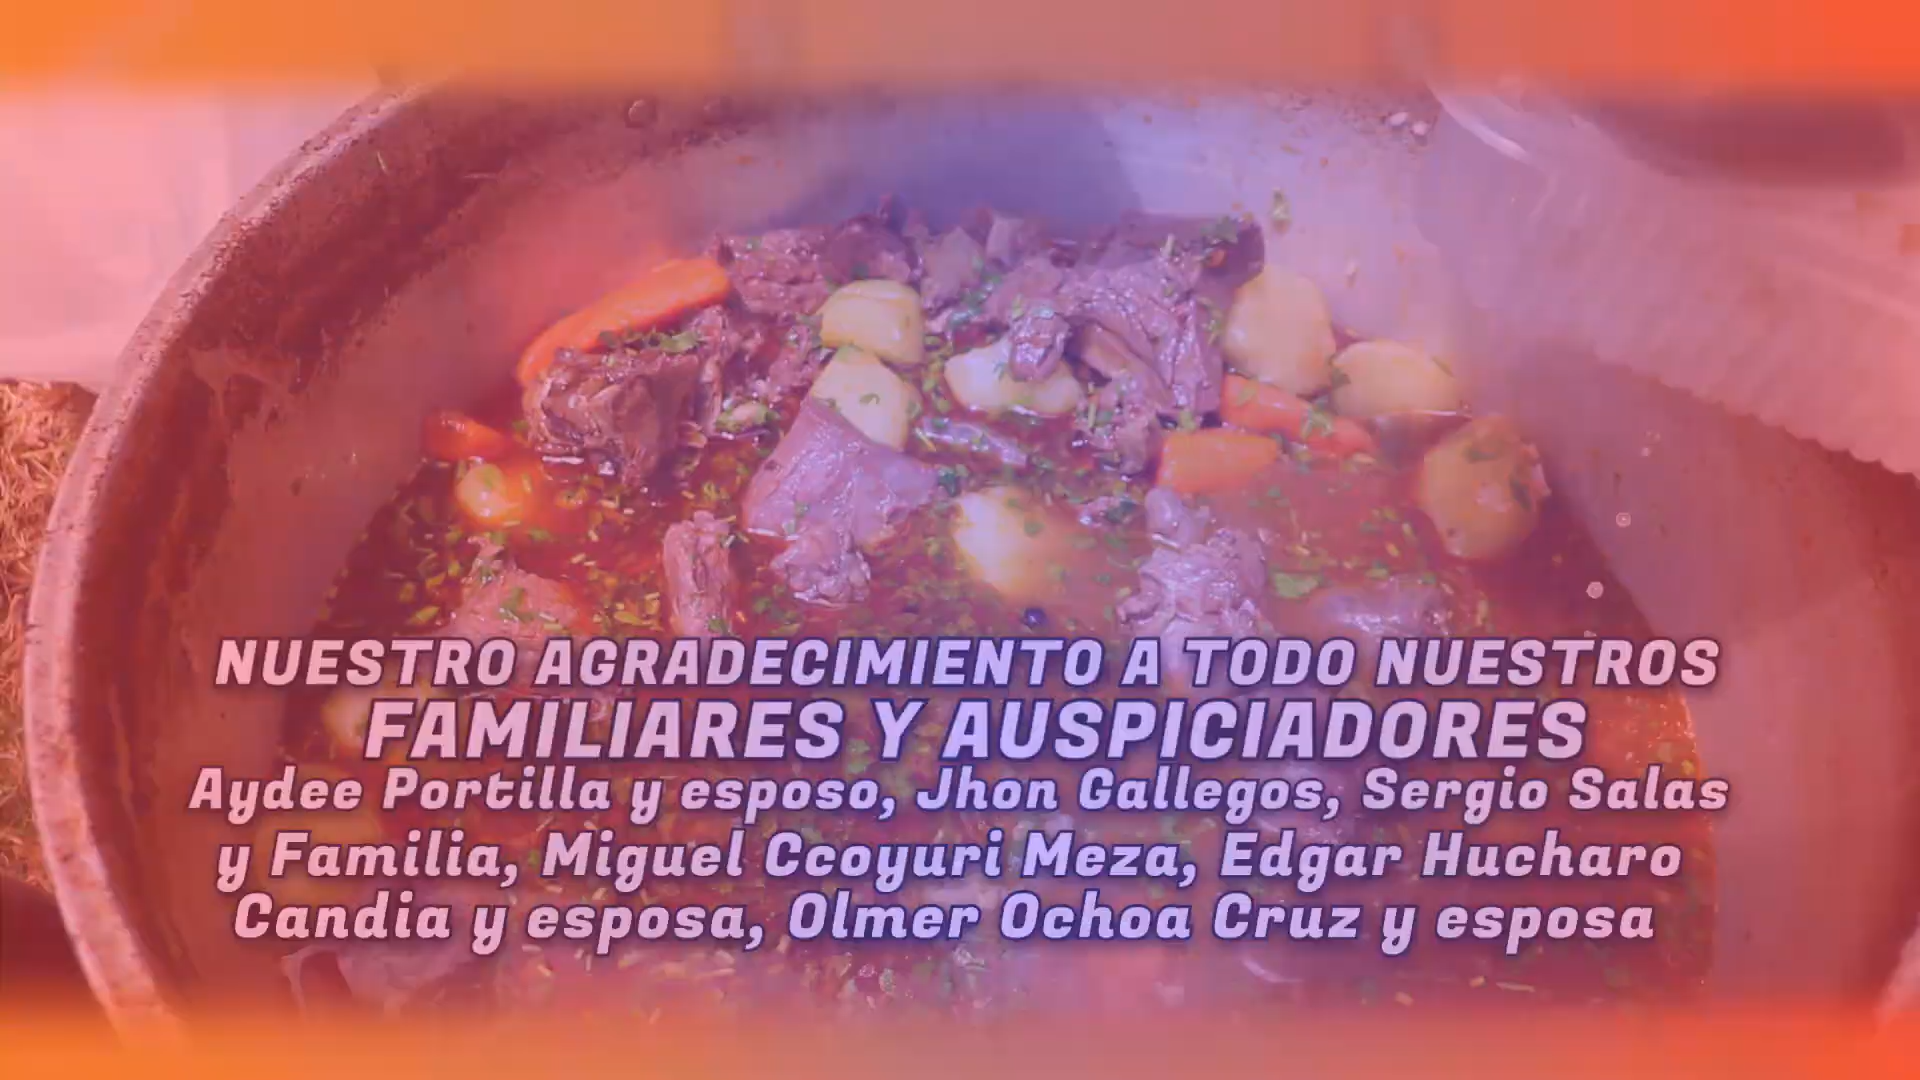 NUESTRO AGRADECIMIENTO A TODO NUESTROS
FAMILIARES Y AUSPICIADORES
Aydee Portilla y esposo, Jhon Gallegos, Sergio Salas
y Familia, Miguel Ccoyuri Meza, Edgar Hucharo
Candia y esposa, Olmer Ochoa Cruz y esposa